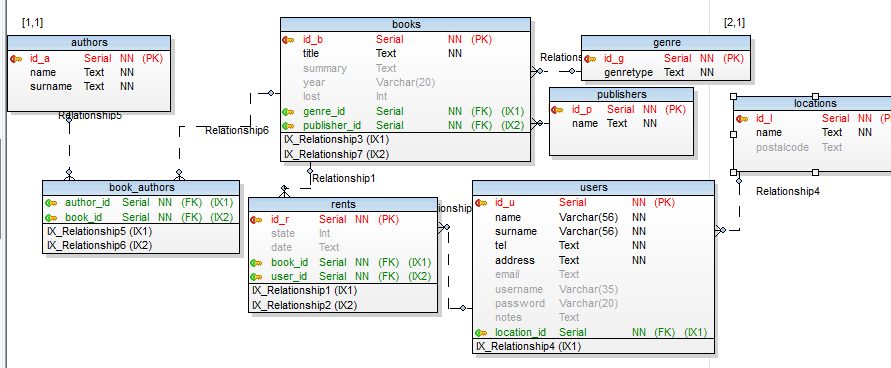 [1,1]
[2,1]
authors
id_a Serial NN (PK)
name Text NN
surname Text NN
books
id_b Serial NN (PK)
title Text NN
summary Text
year Varchar(20)
lost Int
genre_id Serial NN (FK) (IX1)
publisher_id Serial NN (FK) (IX2)
IX_Relationship3 (IX1)
IX_Relationship7 (IX2)
genre
id_g Serial NN (PK)
genretype Text NN
publishers
id_p Serial NN (PK)
name Text NN
locations
id_l Serial NN
name Text NN
postalcode Text
Relationship5
Relationship6
Relationship1
Relationship4
book_authors
author_id Serial NN (FK) (IX1)
book_id Serial NN (FK) (IX2)
IX_Relationship5 (IX1)
IX_Relationship6 (IX2)
rents
id_r Serial NN (PK)
state Int
date Text
book_id Serial NN (FK) (IX1)
user_id Serial NN (FK) (IX2)
IX_Relationship1 (IX1)
IX_Relationship2 (IX2)
users
id_u Serial NN (PK)
name Varchar(56) NN
surname Varchar(56) NN
tel Text NN
address Text NN
email Text
username Varchar(35)
password Varchar(20)
notes Text
location_id Serial NN (FK) (IX1)
IX_Relationship4 (IX1)